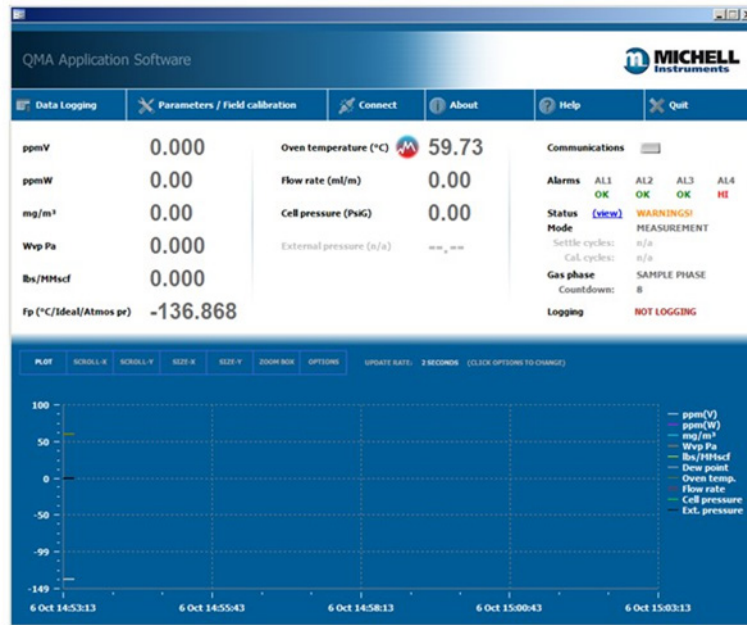 QMA Application Software
MICHELL
Instruments
Data Logging
Parameters / Field calibration
Connect
About
Help
Quit
ppmV 0.000
ppmW 0.00
mg/m³ 0.00
Wvp Pa 0.000
lbs/MMscf 0.000
Fp (°C/Ideal/Atmos pr) -136.868
Oven temperature (°C) 59.73
Flow rate (ml/m) 0.00
Cell pressure (PsiG) 0.00
External pressure (n/a) --.--
Communications
Alarms AL1 AL2 AL3 AL4
OK OK OK HI
Status (view) WARNINGS!
Mode MEASUREMENT
Settle cycles: n/a
Cal. cycles: n/a
Gas phase SAMPLE PHASE
Countdown: 8
Logging NOT LOGGING
PLOT SCROLL-X SCROLL-Y SIZE-X SIZE-Y ZOOM BOX OPTIONS UPDATE RATE: 2 SECONDS (CLICK OPTIONS TO CHANGE)
100
50
0
-50
-99
-149
6 Oct 14:53:13 6 Oct 14:55:43 6 Oct 14:58:13 6 Oct 15:00:43 6 Oct 15:03:13
ppm(V)
ppm(W)
mg/m³
Wvp Pa
lbs/MMscf
Dew point
Oven temp.
Flow rate
Cell pressure
Ext. pressure